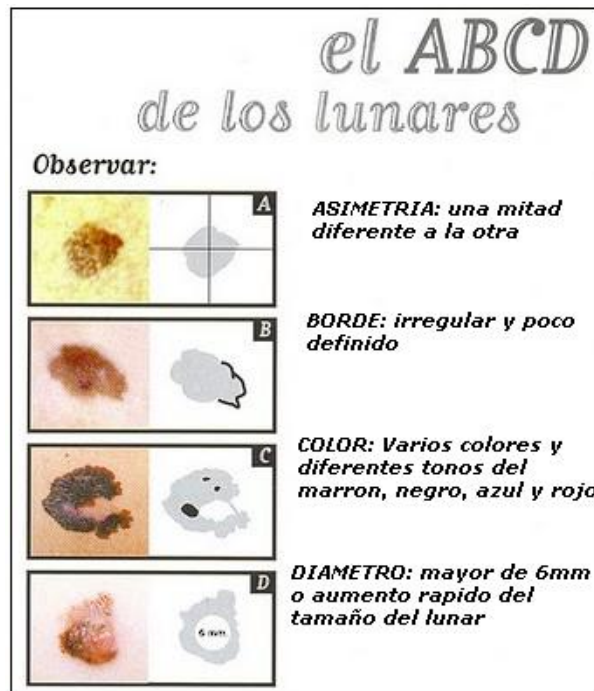 el ABCD
de los lunares
Observar:
A
ASIMETRIA: una mitad
diferente a la otra
B
BORDE: irregular y poco
definido
C
COLOR: Varios colores y
diferentes tonos del
marron, negro, azul y rojo
D
6 mm
DIAMETRO: mayor de 6mm
o aumento rapido del
tamaño del lunar